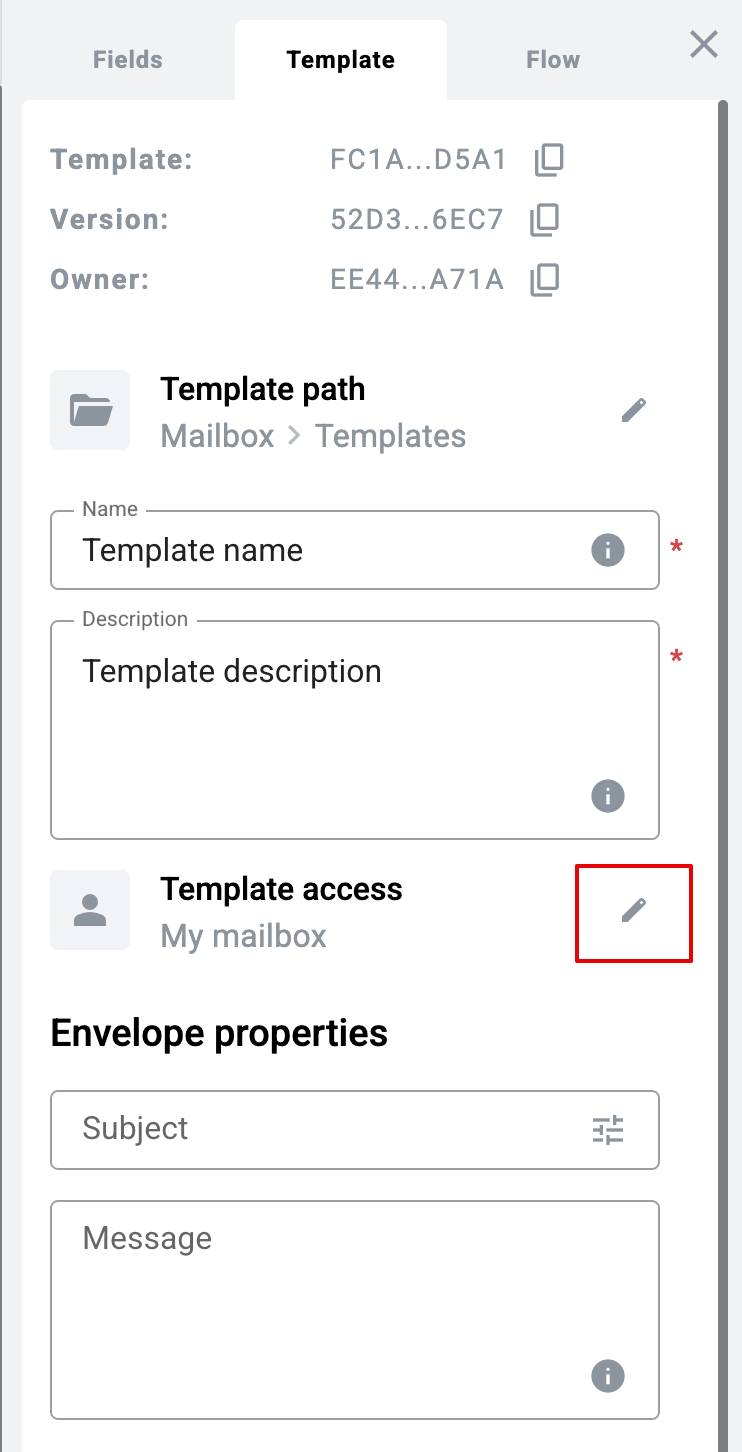 Fields Template Flow
Template: FC1A...D5A1
Version: 52D3...6EC7
Owner: EE44...A71A
Template path
Mailbox > Templates
Name
Template name *
Description
Template description *
Template access
My mailbox
Envelope properties
Subject
Message